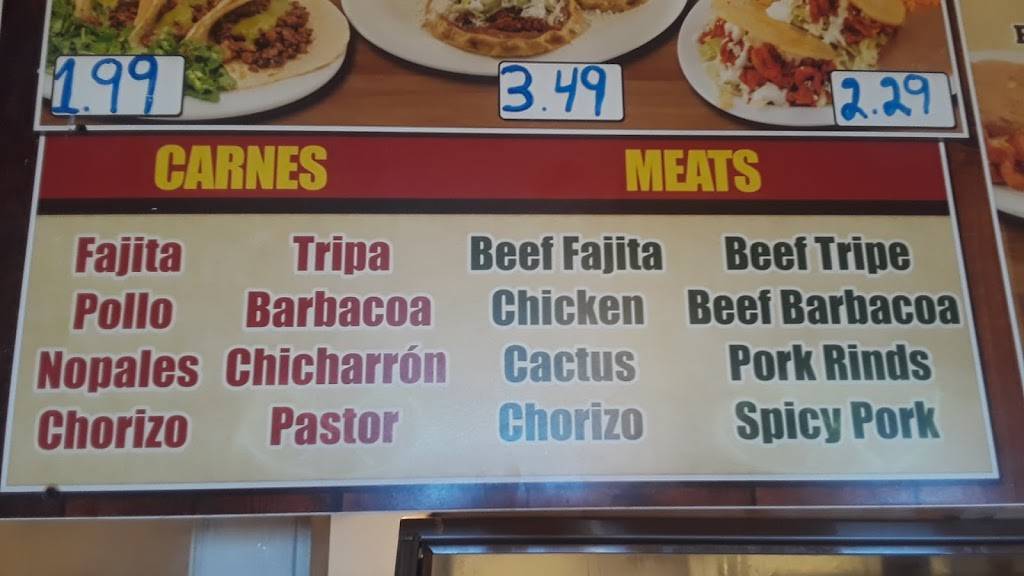 1.99 3.49 2.29
CARNES MEATS
Fajita Tripa Beef Fajita Beef Tripe
Pollo Barbacoa Chicken Beef Barbacoa
Nopales Chicharrón Cactus Pork Rinds
Chorizo Pastor Chorizo Spicy Pork